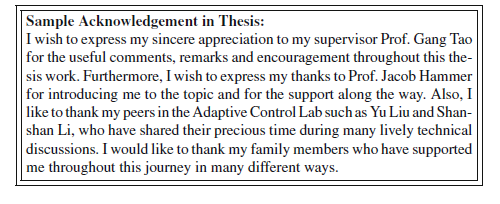 Sample Acknowledgement in Thesis:
I wish to express my sincere appreciation to my supervisor Prof. Gang Tao
for the useful comments, remarks and encouragement throughout this the-
sis work. Furthermore, I wish to express my thanks to Prof. Jacob Hammer
for introducing me to the topic and for the support along the way. Also, I
like to thank my peers in the Adaptive Control Lab such as Yu Liu and Shan-
shan Li, who have shared their precious time during many lively technical
discussions. I would like to thank my family members who have supported
me throughout this journey in many different ways.